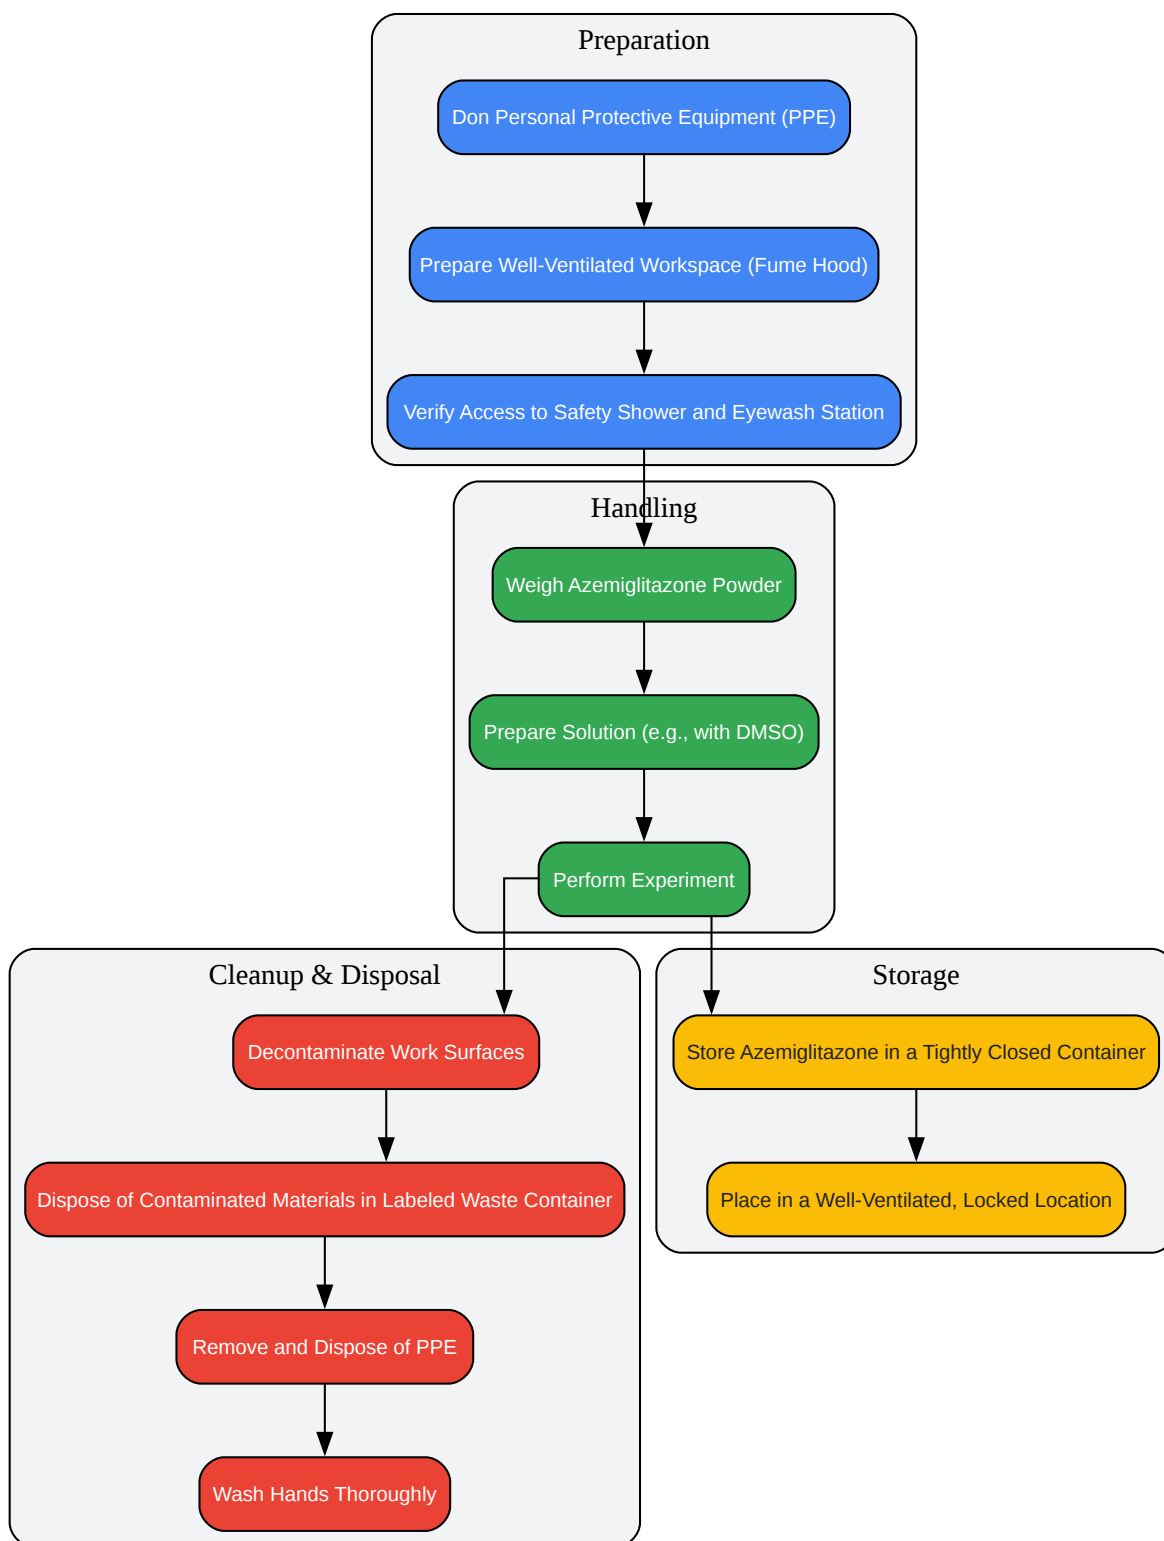 Preparation
Don Personal Protective Equipment (PPE)
Prepare Well-Ventilated Workspace (Fume Hood)
Verify Access to Safety Shower and Eyewash Station
Handling
Weigh Azemiglitazone Powder
Prepare Solution (e.g., with DMSO)
Perform Experiment
Cleanup & Disposal
Decontaminate Work Surfaces
Dispose of Contaminated Materials in Labeled Waste Container
Remove and Dispose of PPE
Wash Hands Thoroughly
Storage
Store Azemiglitazone in a Tightly Closed Container
Place in a Well-Ventilated, Locked Location